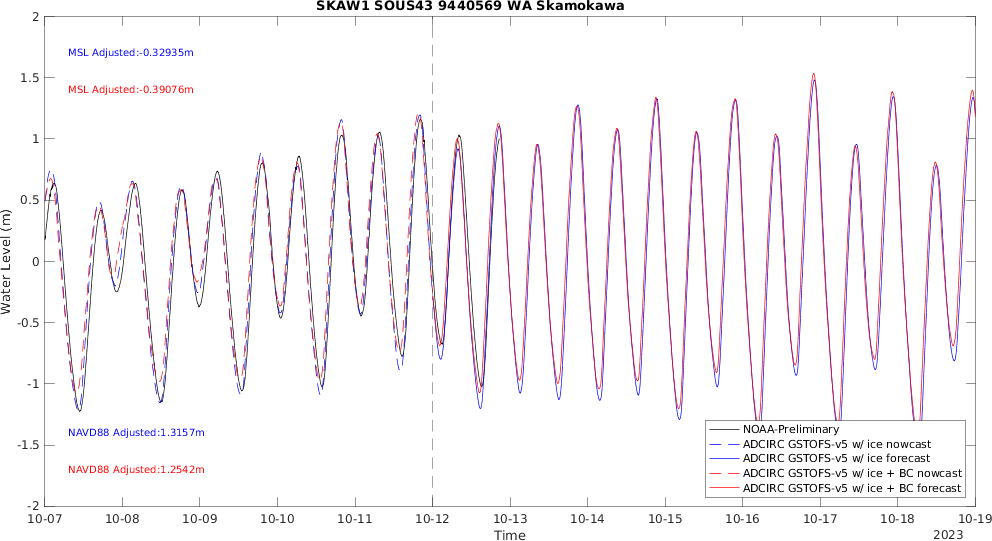 SKAW1 SOUS43 9440569 WA Skamokawa
MSL Adjusted:-0.32935m
MSL Adjusted:-0.39076m
NAVD88 Adjusted:1.3157m
NAVD88 Adjusted:1.2542m
Water Level (m)
2
1.5
1
0.5
0
-0.5
-1
-1.5
-2
NOAA-Preliminary
ADCIRC GSTOFS-v5 w/ ice nowcast
ADCIRC GSTOFS-v5 w/ ice forecast
ADCIRC GSTOFS-v5 w/ ice + BC nowcast
ADCIRC GSTOFS-v5 w/ ice + BC forecast
10-07 10-08 10-09 10-10 10-11 10-12 10-13 10-14 10-15 10-16 10-17 10-18 10-19
Time
2023